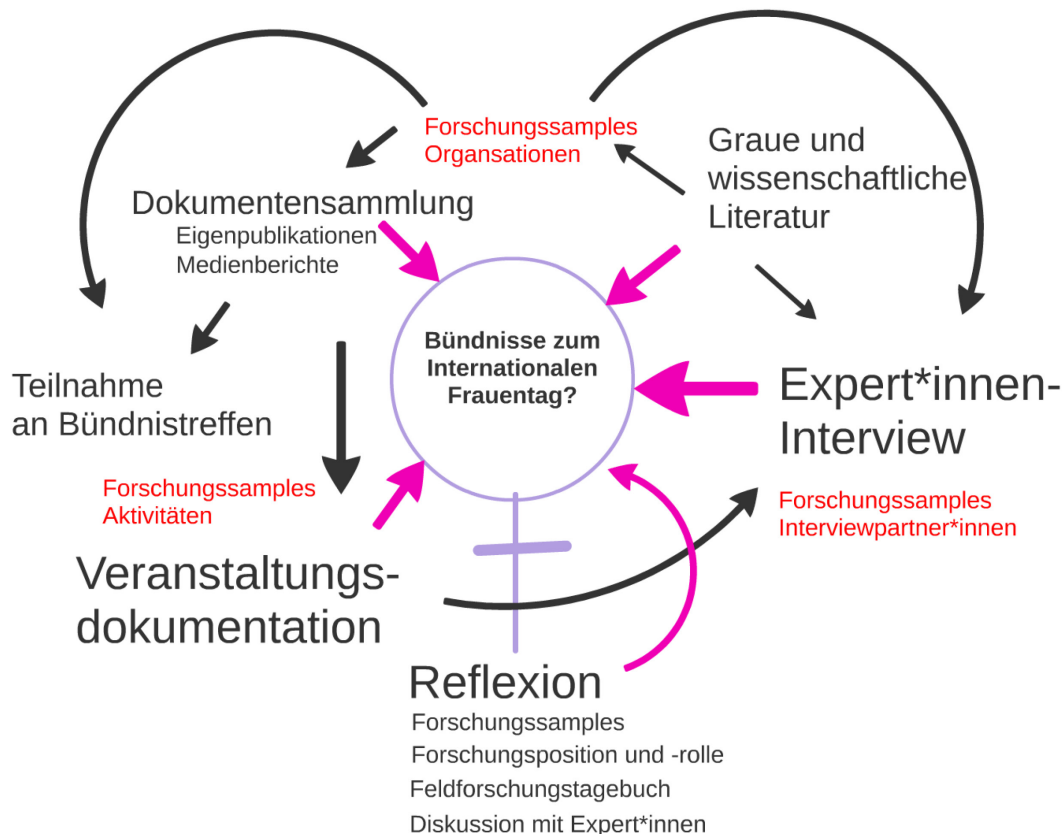 Forschungssamples
Organsationen
Graue und
wissenschaftliche
Literatur
Dokumentensammlung
Eigenpublikationen
Medienberichte
Bündnisse zum
Internationalen
Frauentag?
Teilnahme
an Bündnistreffen
Expert*innen-
Interview
Forschungssamples
Aktivitäten
Forschungssamples
Interviewpartner*innen
Veranstaltungs-
dokumentation
Reflexion
Forschungssamples
Forschungsposition und -rolle
Feldforschungstagebuch
Diskussion mit Expert*innen